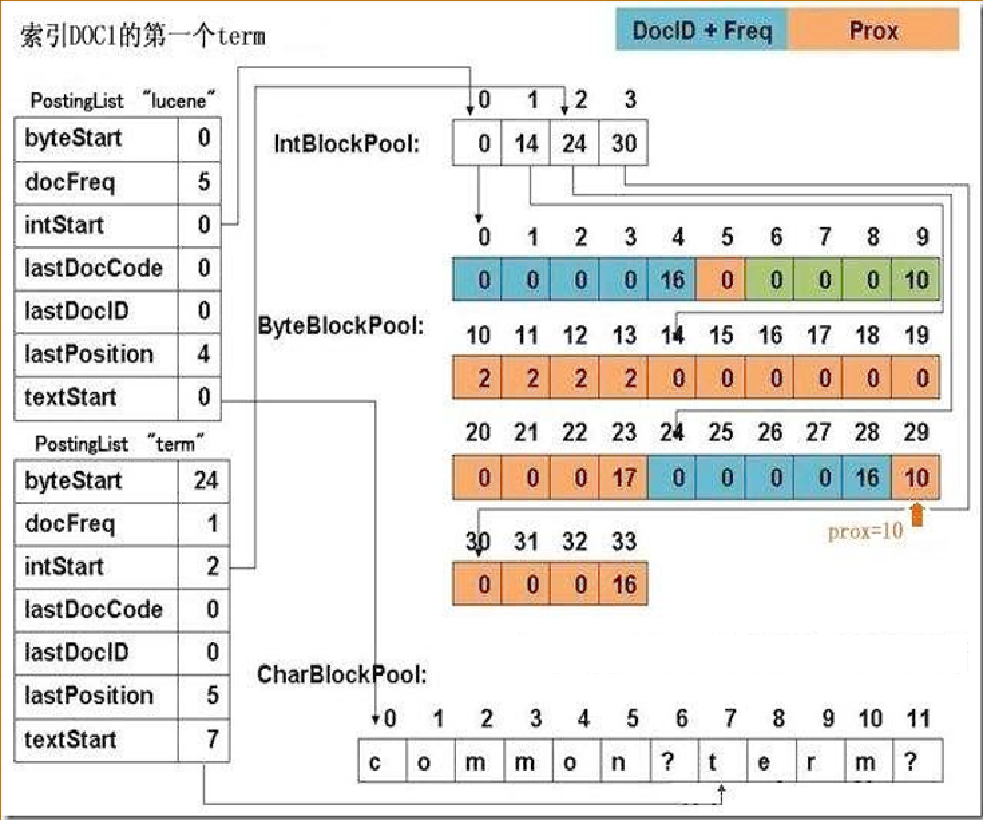 索引DOC1的第一个term
DocID + Freq Prox
PostingList "lucene"
byteStart 0
docFreq 5
intStart 0
lastDocCode 0
lastDocID 0
lastPosition 4
textStart 0
PostingList "term"
byteStart 24
docFreq 1
intStart 2
lastDocCode 0
lastDocID 0
lastPosition 5
textStart 7
0 1 2 3
IntBlockPool: 0 14 24 30
0 1 2 3 4 5 6 7 8 9
0 0 0 0 16 0 0 0 0 10
ByteBlockPool:
10 11 12 13 14 15 16 17 18 19
2 2 2 2 0 0 0 0 0 0
20 21 22 23 24 25 26 27 28 29
0 0 0 17 0 0 0 0 16 10
prox=10
30 31 32 33
0 0 0 16
CharBlockPool:
0 1 2 3 4 5 6 7 8 9 10 11
c o m m o n ? t e r m ?